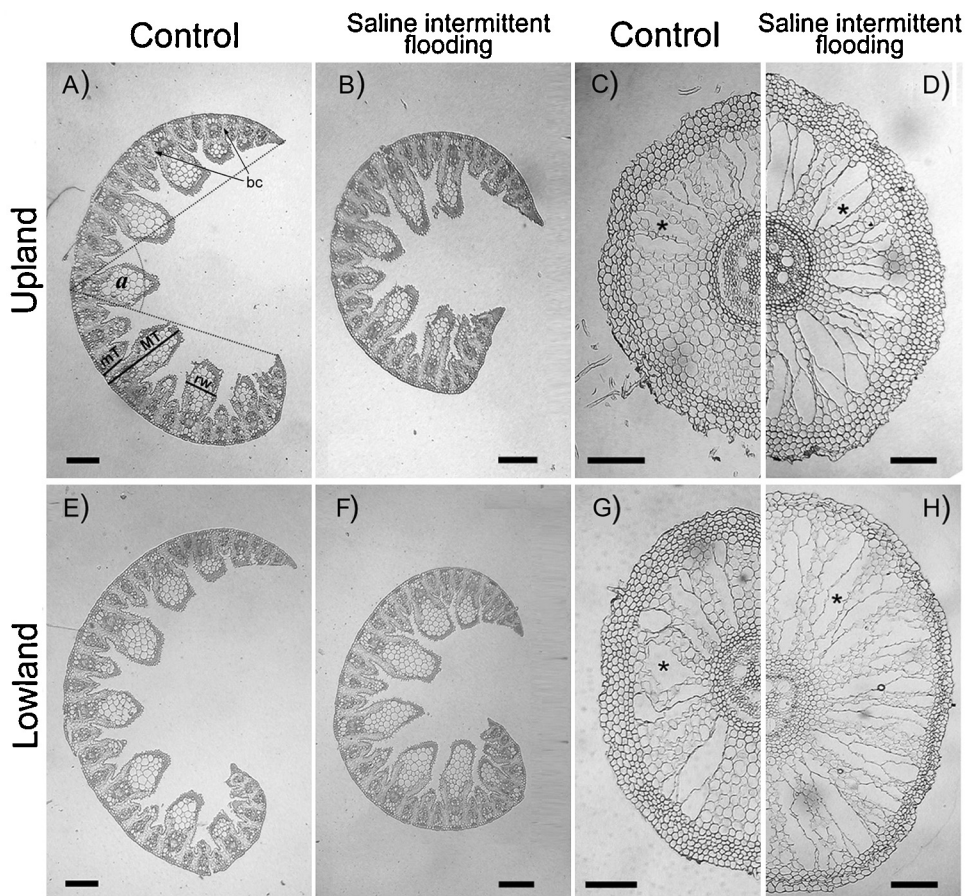 Control
Saline intermittent
flooding
Control
Saline intermittent
flooding
Upland
A)
bc
a
mT
MT
rw
B)
C)
*
D)
*
Lowland
E)
F)
G)
*
H)
*